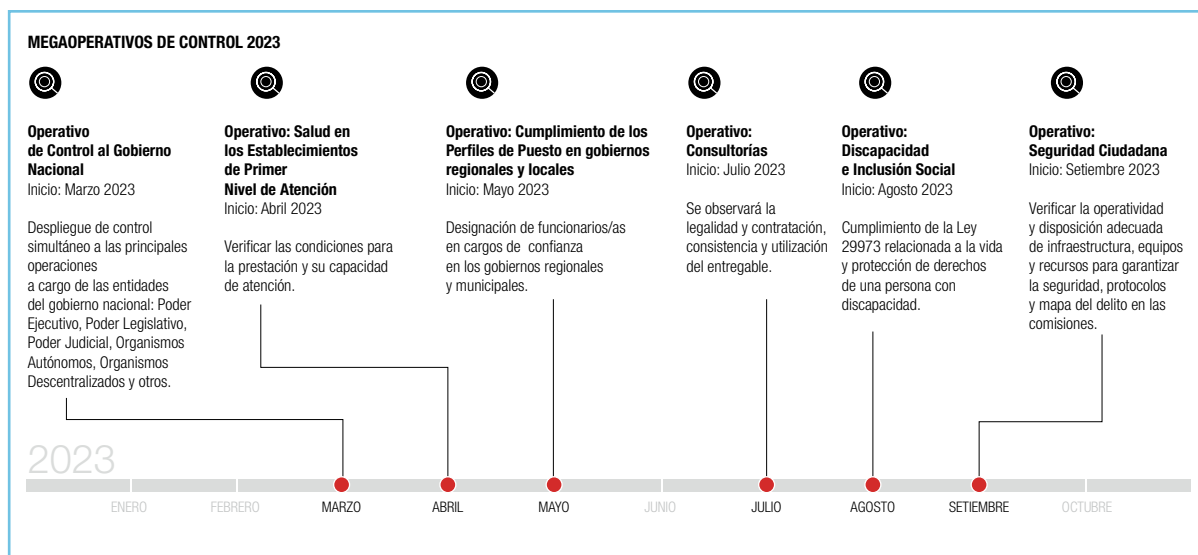 MEGAOPERATIVOS DE CONTROL 2023
Operativo
de Control al Gobierno
Nacional
Inicio: Marzo 2023
Despliegue de control
simultáneo a las principales
operaciones
a cargo de las entidades
del gobierno nacional: Poder
Ejecutivo, Poder Legislativo,
Poder Judicial, Organismos
Autónomos, Organismos
Descentralizados y otros.
Operativo: Salud en
los Establecimientos
de Primer
Nivel de Atención
Inicio: Abril 2023
Verificar las condiciones para
la prestación y su capacidad
de atención.
Operativo: Cumplimiento de los
Perfiles de Puesto en gobiernos
regionales y locales
Inicio: Mayo 2023
Designación de funcionarios/as
en cargos de confianza
en los gobiernos regionales
y municipales.
Operativo:
Consultorías
Inicio: Julio 2023
Se observará la
legalidad y contratación,
consistencia y utilización
del entregable.
Operativo:
Discapacidad
e Inclusión Social
Inicio: Agosto 2023
Cumplimiento de la Ley
29973 relacionada a la vida
y protección de derechos
de una persona con
discapacidad.
Operativo:
Seguridad Ciudadana
Inicio: Setiembre 2023
Verificar la operatividad
y disposición adecuada
de infraestructura, equipos
y recursos para garantizar
la seguridad, protocolos
y mapa del delito en las
comisiones.
2023
ENERO
FEBRERO
MARZO
ABRIL
MAYO
JUNIO
JULIO
AGOSTO
SETIEMBRE
OCTUBRE